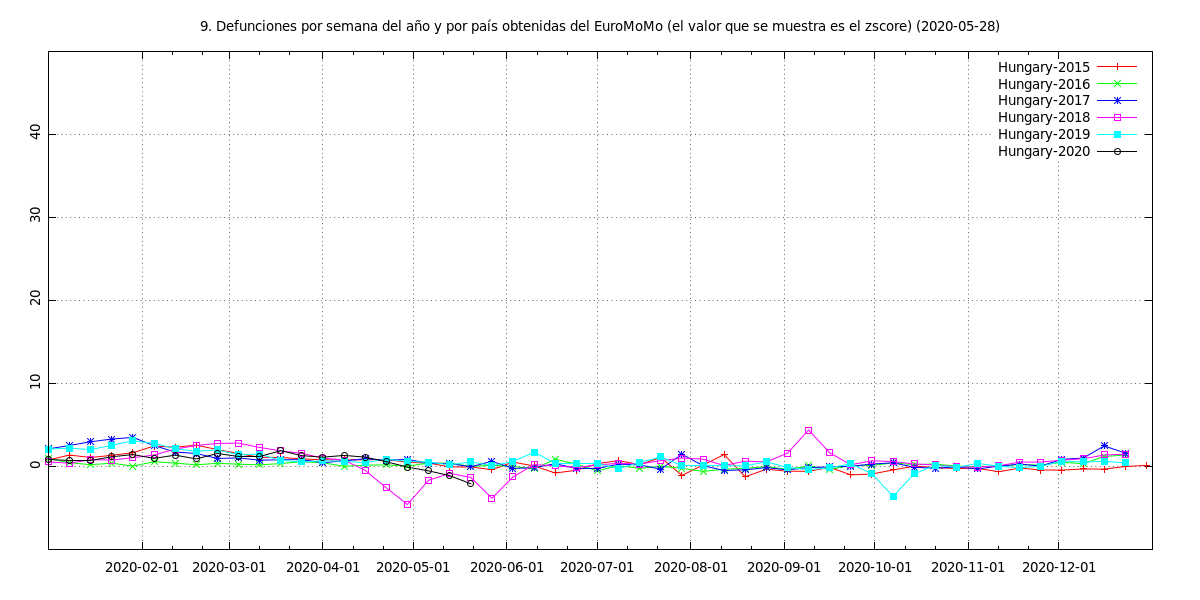 9. Defunciones por semana del año y por país obtenidas del EuroMoMo (el valor que se muestra es el zscore) (2020-05-28)
Hungary-2015
Hungary-2016
Hungary-2017
Hungary-2018
Hungary-2019
Hungary-2020
40
30
20
10
0
2020-02-01 2020-03-01 2020-04-01 2020-05-01 2020-06-01 2020-07-01 2020-08-01 2020-09-01 2020-10-01 2020-11-01 2020-12-01